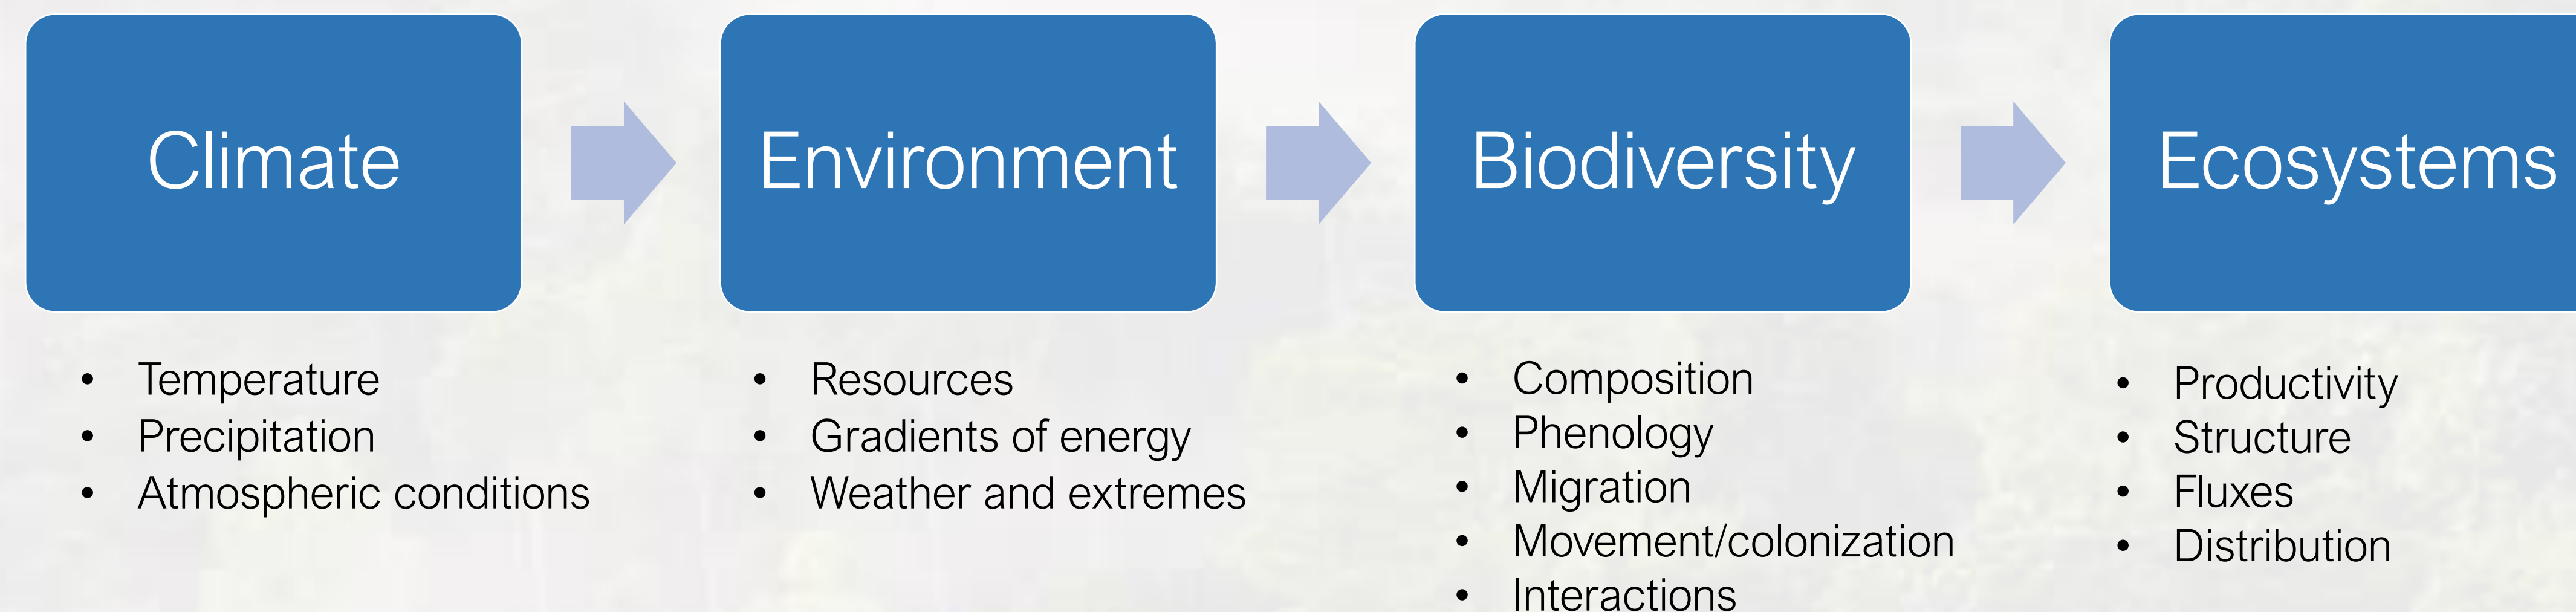 Climate
Environment
Biodiversity
Ecosystems
• Temperature
• Precipitation
• Atmospheric conditions
• Resources
• Gradients of energy
• Weather and extremes
• Composition
• Phenology
• Migration
• Movement/colonization
• Interactions
• Productivity
• Structure
• Fluxes
• Distribution